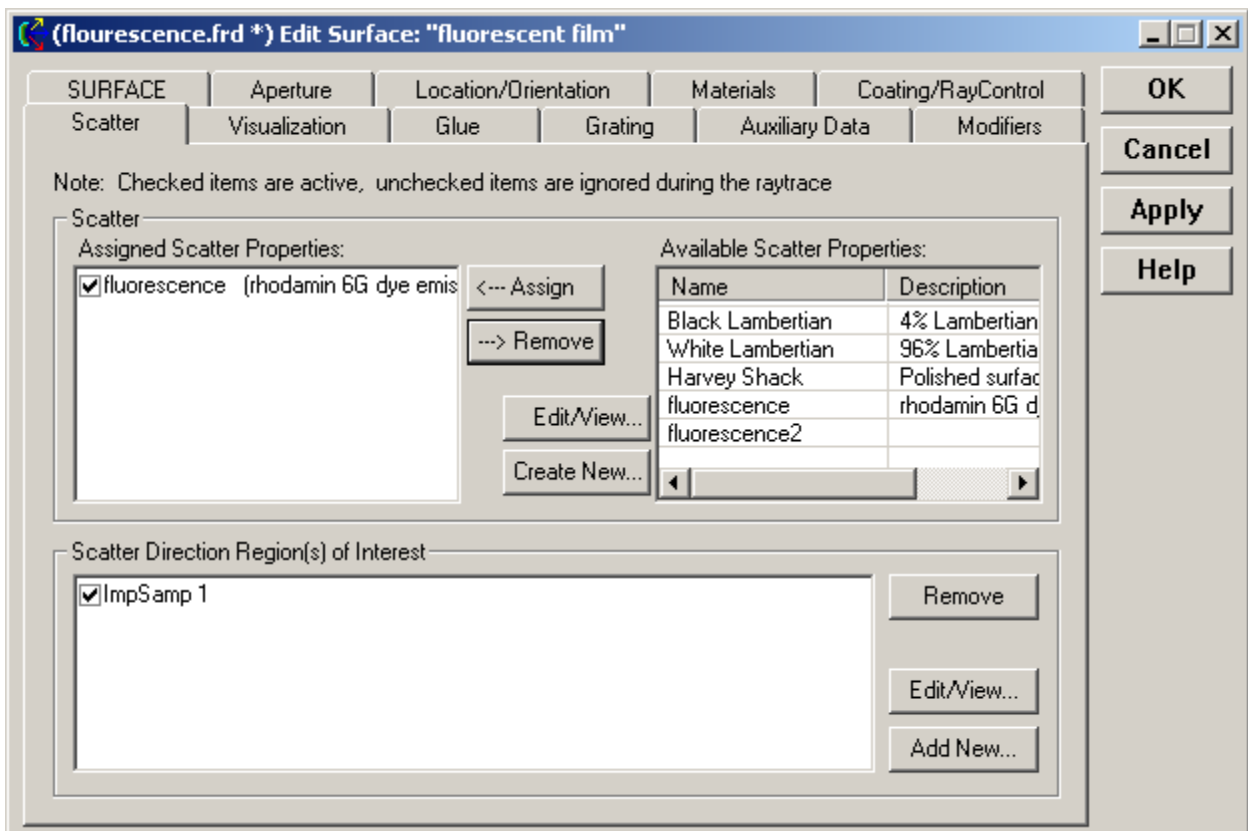 (flourescence.frd *) Edit Surface: "fluorescent film"
SURFACE Aperture Location/Orientation Materials Coating/RayControl
Scatter Visualization Glue Grating Auxiliary Data Modifiers
OK
Cancel
Apply
Help
Note: Checked items are active, unchecked items are ignored during the raytrace
Scatter
Assigned Scatter Properties:
fluorescence (rhodamin 6G dye emis
<--- Assign
---> Remove
Edit/View...
Create New...
Available Scatter Properties:
Name Description
Black Lambertian 4% Lambertian
White Lambertian 96% Lambertia
Harvey Shack Polished surfac
fluorescence rhodamin 6G d
fluorescence2
Scatter Direction Region(s) of Interest
ImpSamp 1
Remove
Edit/View...
Add New...